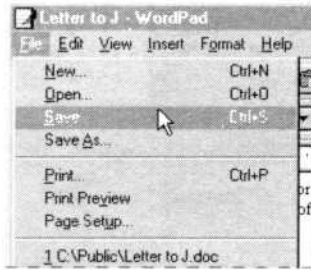 Letter to J - WordPad
File Edit View Insert Format Help
New... Ctrl+N
Open... Ctrl+O
Save Ctrl+S
Save As...
Print... Ctrl+P
Print Preview
Page Setup...
1 C:\Public\Letter to J.doc